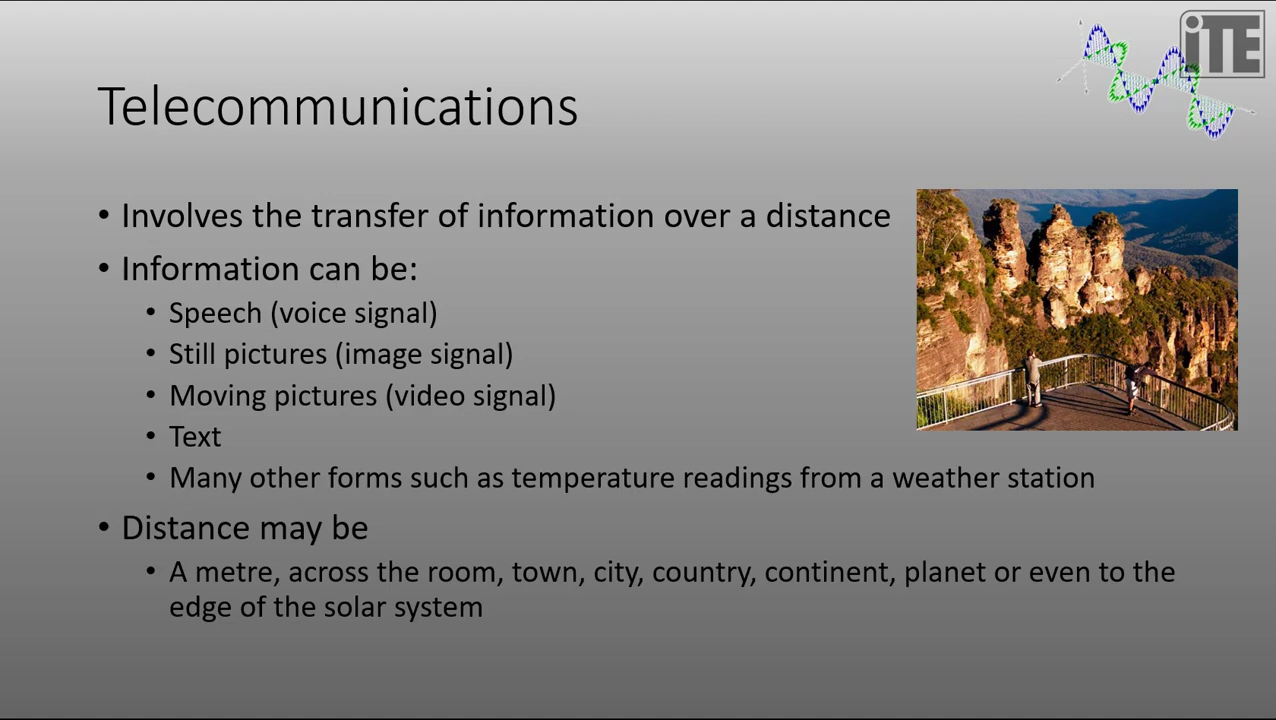 iTE
Telecommunications
• Involves the transfer of information over a distance
• Information can be:
• Speech (voice signal)
• Still pictures (image signal)
• Moving pictures (video signal)
• Text
• Many other forms such as temperature readings from a weather station
• Distance may be
• A metre, across the room, town, city, country, continent, planet or even to the
edge of the solar system